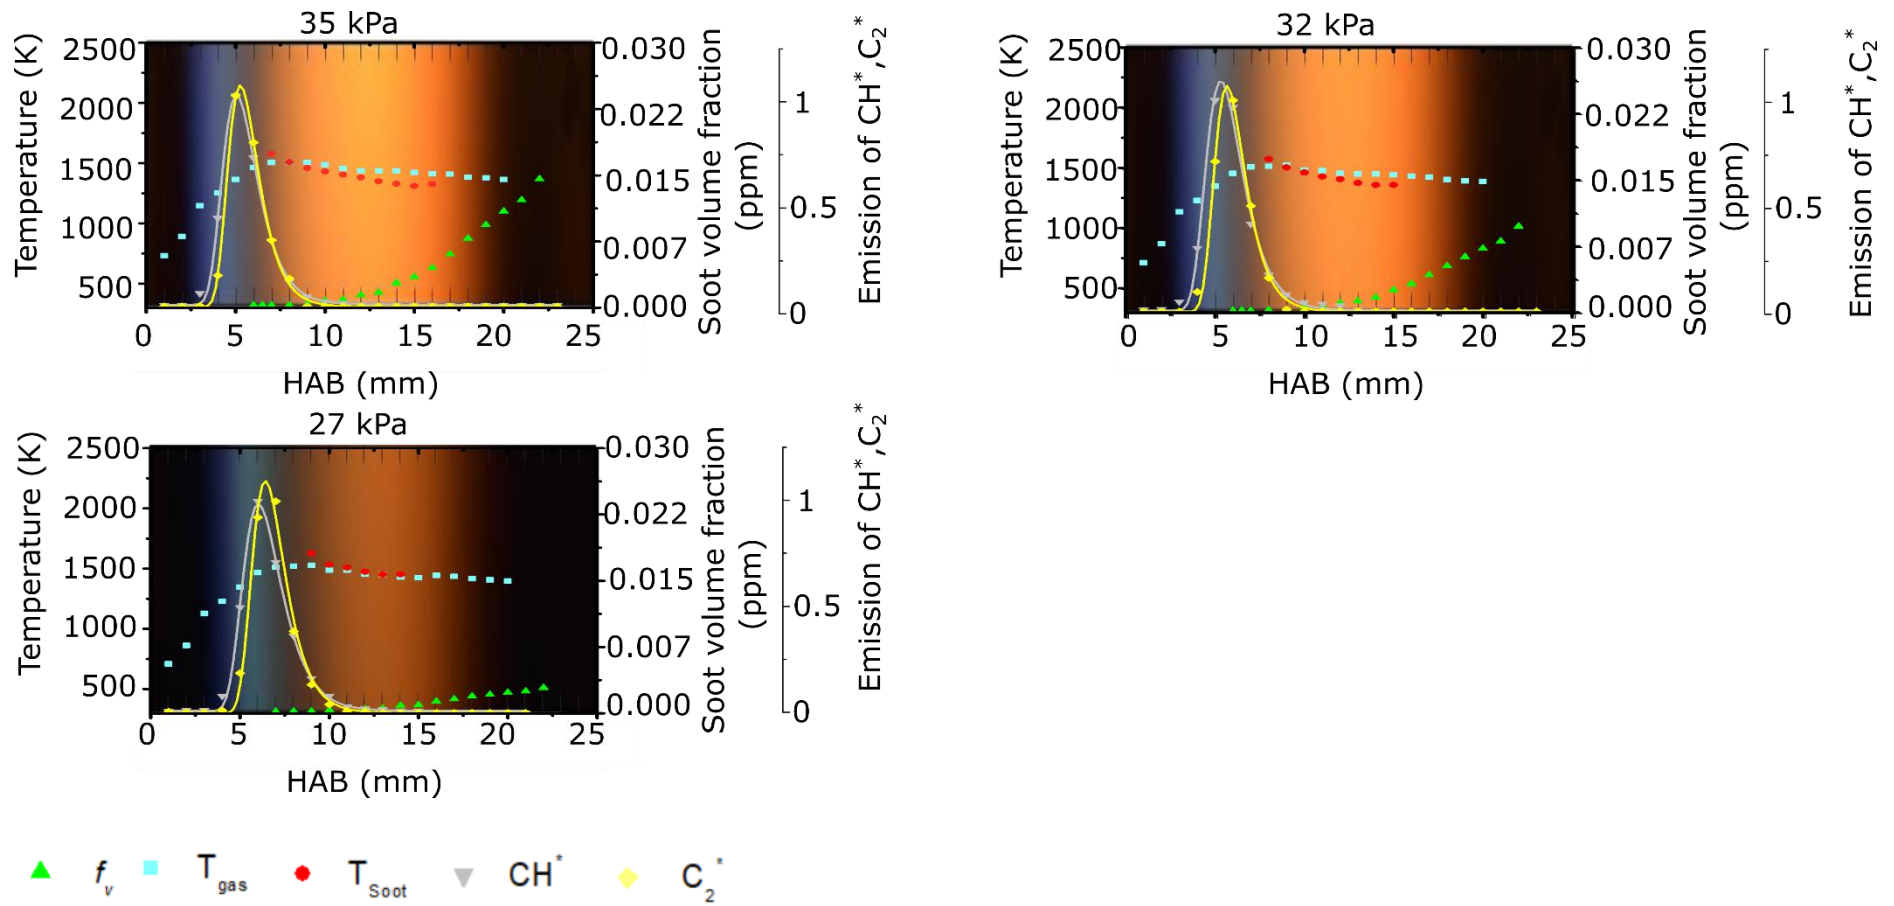 35 kPa
2500
2000
1500
1000
500
Temperature (K)
0.030
0.022
0.015
0.007
0.000
Soot volume fraction
(ppm)
1
0.5
0
Emission of CH*,C2*
0 5 10 15 20 25
HAB (mm)
32 kPa
2500
2000
1500
1000
500
Temperature (K)
0.030
0.022
0.015
0.007
0.000
Soot volume fraction
(ppm)
1
0.5
0
Emission of CH*,C2*
0 5 10 15 20 25
HAB (mm)
27 kPa
2500
2000
1500
1000
500
Temperature (K)
0.030
0.022
0.015
0.007
0.000
Soot volume fraction
(ppm)
1
0.5
0
Emission of CH*,C2*
0 5 10 15 20 25
HAB (mm)
fv Tgas TSoot CH* C2*